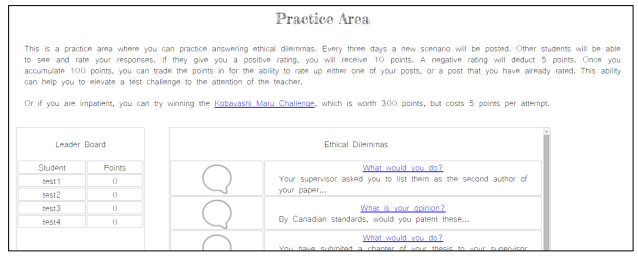 Practice Area
This is a practice area where you can practice answering ethical dilemmas. Every three days a new scenario will be posted. Other students will be able
to see and rate your responses. If they give you a positive rating, you will receive 10 points. A negative rating will deduct 5 points. Once you
accumulate 100 points, you can trade the points in for the ability to rate up either one of your posts, or a post that you have already rated. This ability
can help you to elevate a test challenge to the attention of the teacher.
Or if you are impatient, you can try winning the Kobayashi Maru Challenge, which is worth 300 points, but costs 5 points per attempt.
Leader Board
Student Points
test1 0
test2 0
test3 0
test4 0
Ethical Dilemmas
What would you do?
Your supervisor asked you to list them as the second author of
your paper...
What is your opinion?
By Canadian standards, would you patent these...
What would you do?
You have submited a chapter of your thesis to your supervisor